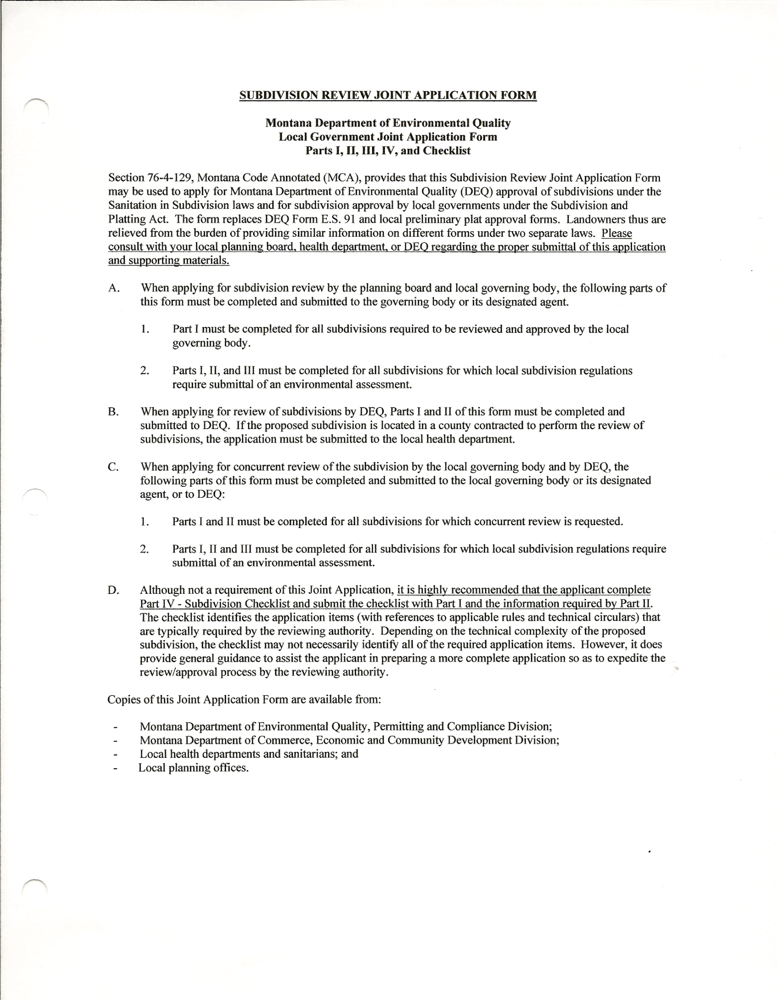 SUBDIVISION REVIEW JOINT APPLICATION FORM
Montana Department of Environmental Quality
Local Government Joint Application Form
Parts I, II, III, IV, and Checklist
Section 76-4-129, Montana Code Annotated (MCA), provides that this Subdivision Review Joint Application Form
may be used to apply for Montana Department of Environmental Quality (DEQ) approval of subdivisions under the
Sanitation in Subdivision laws and for subdivision approval by local governments under the Subdivision and
Platting Act. The form replaces DEQ Form E.S. 91 and local preliminary plat approval forms. Landowners thus are
relieved from the burden of providing similar information on different forms under two separate laws. Please
consult with your local planning board, health department, or DEQ regarding the proper submittal of this application
and supporting materials.
A. When applying for subdivision review by the planning board and local governing body, the following parts of
this form must be completed and submitted to the governing body or its designated agent.
1. Part I must be completed for all subdivisions required to be reviewed and approved by the local
governing body.
2. Parts I, II, and III must be completed for all subdivisions for which local subdivision regulations
require submittal of an environmental assessment.
B. When applying for review of subdivisions by DEQ, Parts I and II of this form must be completed and
submitted to DEQ. If the proposed subdivision is located in a county contracted to perform the review of
subdivisions, the application must be submitted to the local health department.
C. When applying for concurrent review of the subdivision by the local governing body and by DEQ, the
following parts of this form must be completed and submitted to the local governing body or its designated
agent, or to DEQ:
1. Parts I and II must be completed for all subdivisions for which concurrent review is requested.
2. Parts I, II and III must be completed for all subdivisions for which local subdivision regulations require
submittal of an environmental assessment.
D. Although not a requirement of this Joint Application, it is highly recommended that the applicant complete
Part IV - Subdivision Checklist and submit the checklist with Part I and the information required by Part II.
The checklist identifies the application items (with references to applicable rules and technical circulars) that
are typically required by the reviewing authority. Depending on the technical complexity of the proposed
subdivision, the checklist may not necessarily identify all of the required application items. However, it does
provide general guidance to assist the applicant in preparing a more complete application so as to expedite the
review/approval process by the reviewing authority.
Copies of this Joint Application Form are available from:
- Montana Department of Environmental Quality, Permitting and Compliance Division;
- Montana Department of Commerce, Economic and Community Development Division;
- Local health departments and sanitarians; and
- Local planning offices.